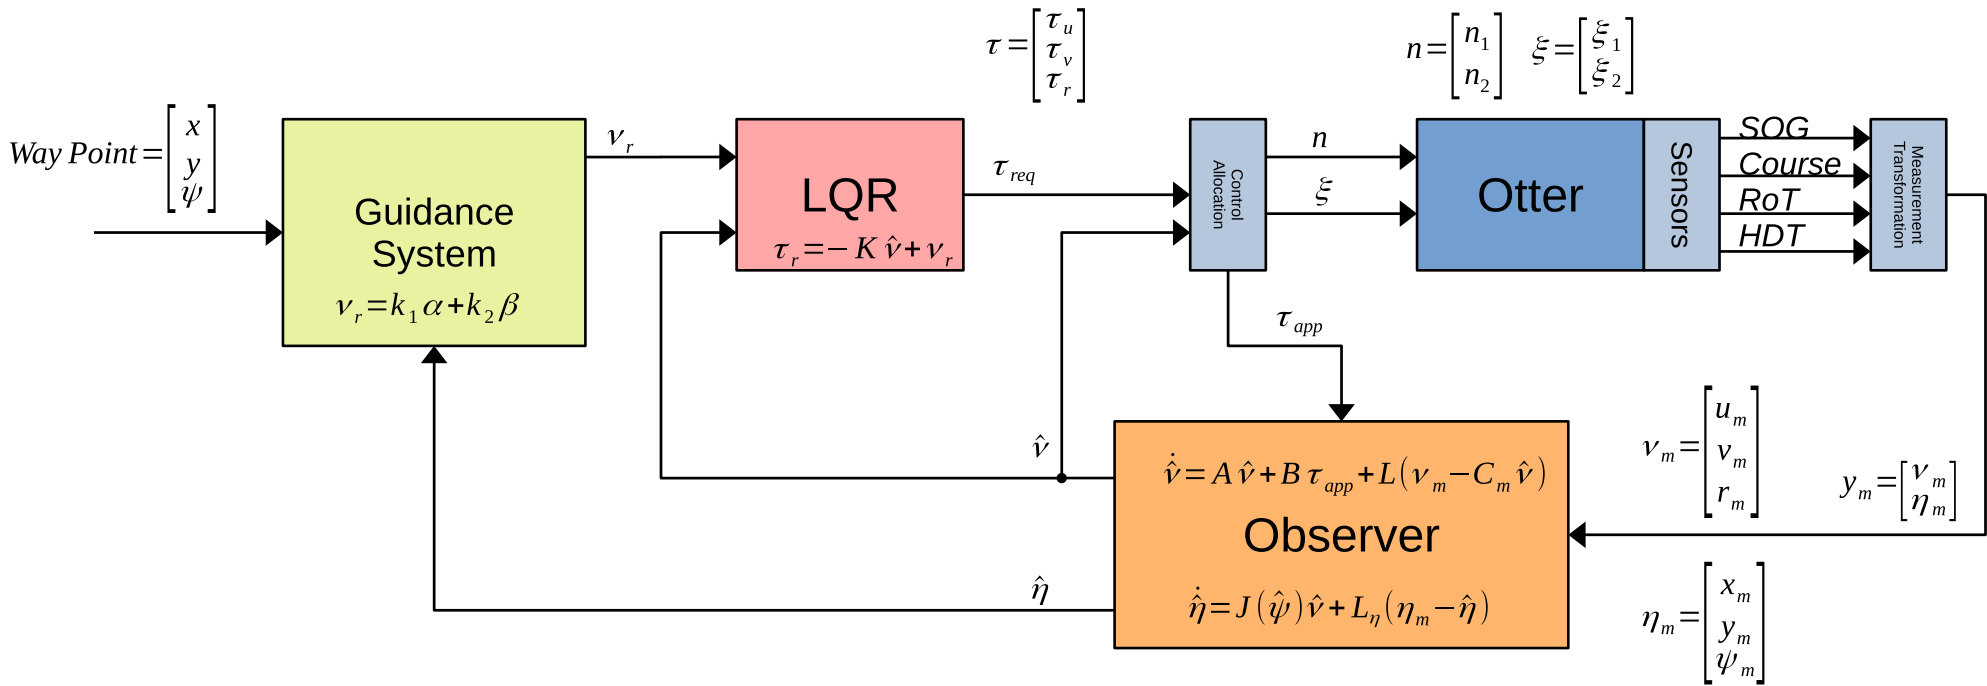 τ = [τ_u τ_v τ_r]
n = [n_1 n_2]
ξ = [ξ_1 ξ_2]
Way Point = [x y ψ]
Guidance
System
ν_r = k_1 α + k_2 β
ν_r
LQR
τ_r = − K ν̂ + ν_r
τ_req
Control
Allocation
n
ξ
Otter
Sensors
SOG
Course
RoT
HDT
Measurement
Transformation
τ_app
ν̂
η̂
ν̂̇ = A ν̂ + B τ_app + L(ν_m − C_m ν̂)
Observer
η̂̇ = J(ψ̂) ν̂ + L_η(η_m − η̂)
ν_m = [u_m v_m r_m]
y_m = [ν_m η_m]
η_m = [x_m y_m ψ_m]